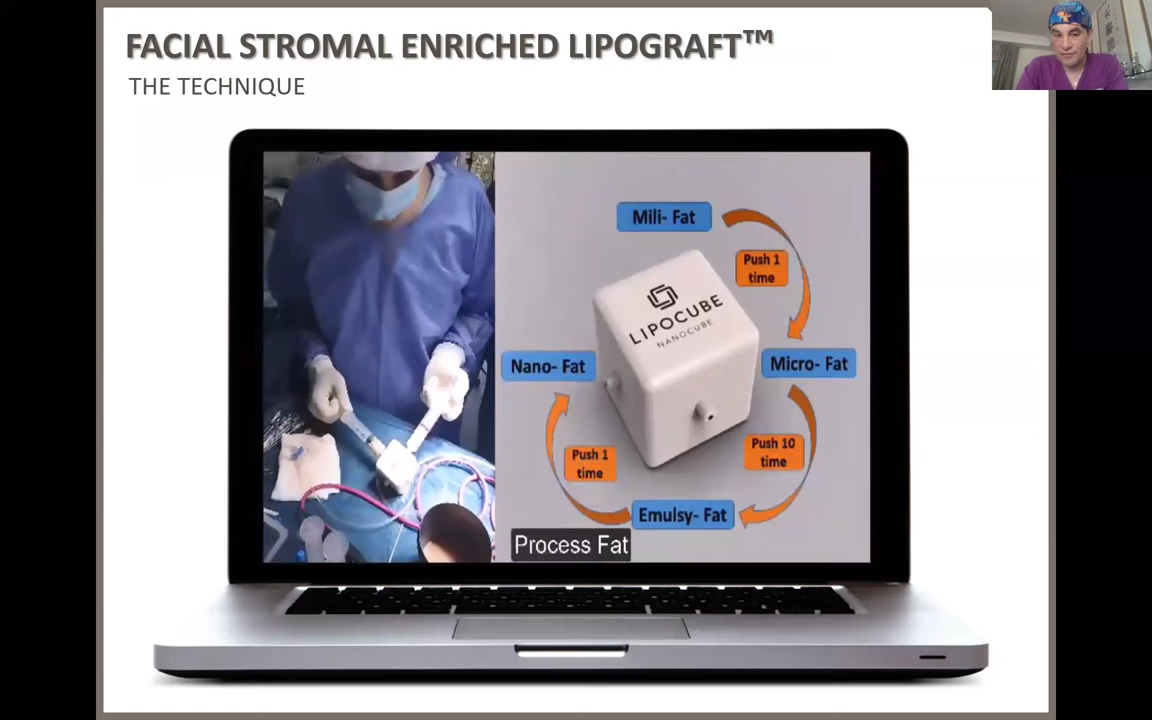 FACIAL STROMAL ENRICHED LIPOGRAFT™
THE TECHNIQUE
Mili- Fat
Push 1
time
LIPOCUBE
NANOCUBE
Nano- Fat
Micro- Fat
Push 1
time
Push 10
time
Emulsy- Fat
Process Fat